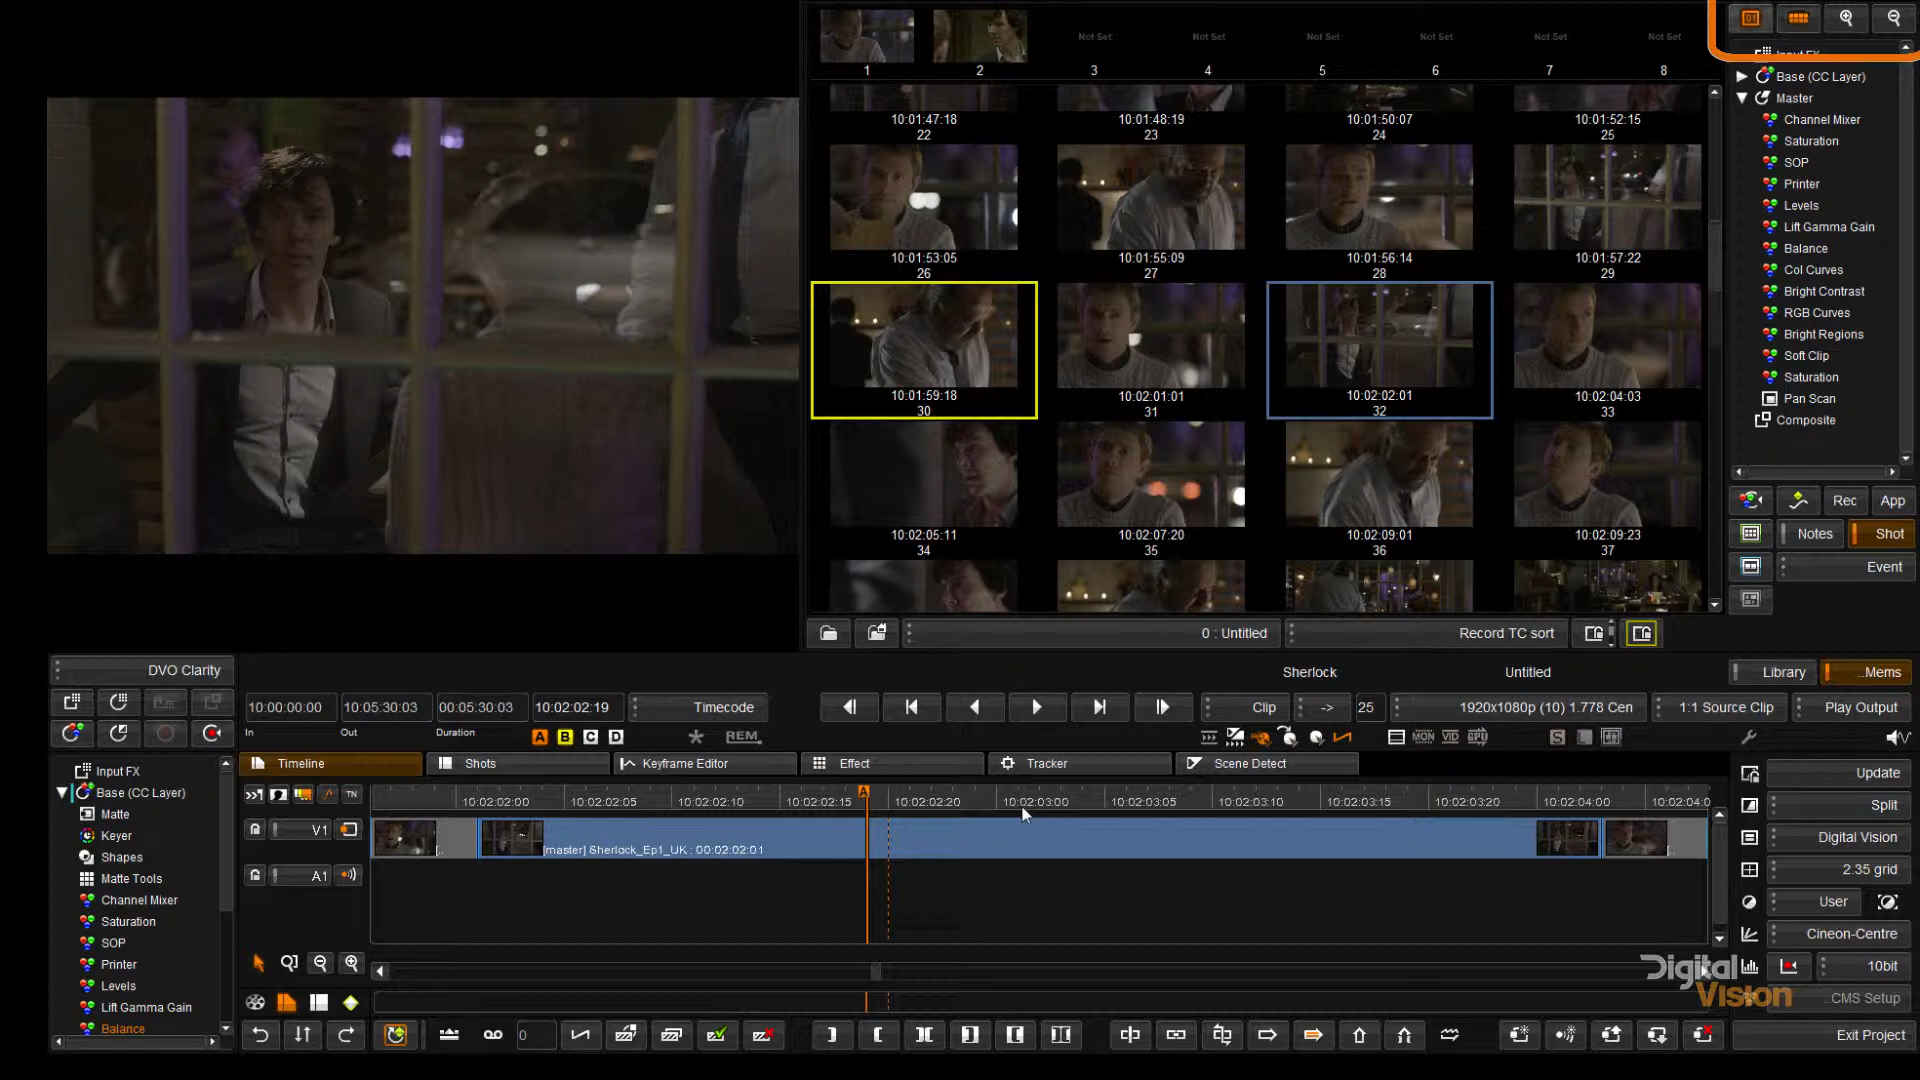 Not Set Not Set Not Set Not Set Not Set Not Set
1 2 3 4 5 6 7 8
10:01:47:18 10:01:48:19 10:01:50:07 10:01:52:15
22 23 24 25
10:01:53:05 10:01:55:09 10:01:56:14 10:01:57:22
26 27 28 29
10:01:59:18 10:02:01:01 10:02:02:01 10:02:04:03
30 31 32 33
10:02:05:11 10:02:07:20 10:02:09:01 10:02:09:23
34 35 36 37
0 : Untitled Record TC sort
Base (CC Layer)
Master
Channel Mixer
Saturation
SOP
Printer
Levels
Lift Gamma Gain
Balance
Col Curves
Bright Contrast
RGB Curves
Bright Regions
Soft Clip
Saturation
Pan Scan
Composite
Rec App
Notes Shot
Event
DVO Clarity
Sherlock Untitled Library ..Mems
10:00:00:00 10:05:30:03 00:05:30:03 10:02:02:19 Timecode Clip -> 25 1920x1080p (10) 1.778 Cen 1:1 Source Clip Play Output
In Out Duration A B C D REM MON VID GPU S
Timeline Shots Keyframe Editor Effect Tracker Scene Detect
TN 10:02:02:00 10:02:02:05 10:02:02:10 10:02:02:15 A 10:02:02:20 10:02:03:00 10:02:03:05 10:02:03:10 10:02:03:15 10:02:03:20 10:02:04:00 10:02:04:0
V1 [master] Sherlock_Ep1_UK : 00:02:02:01
A1
Input FX
Base (CC Layer)
Matte
Keyer
Shapes
Matte Tools
Channel Mixer
Saturation
SOP
Printer
Levels
Lift Gamma Gain
Balance
0
Update
Split
Digital Vision
2.35 grid
User
Cineon-Centre
10bit
..CMS Setup
Exit Project
Digital
Vision